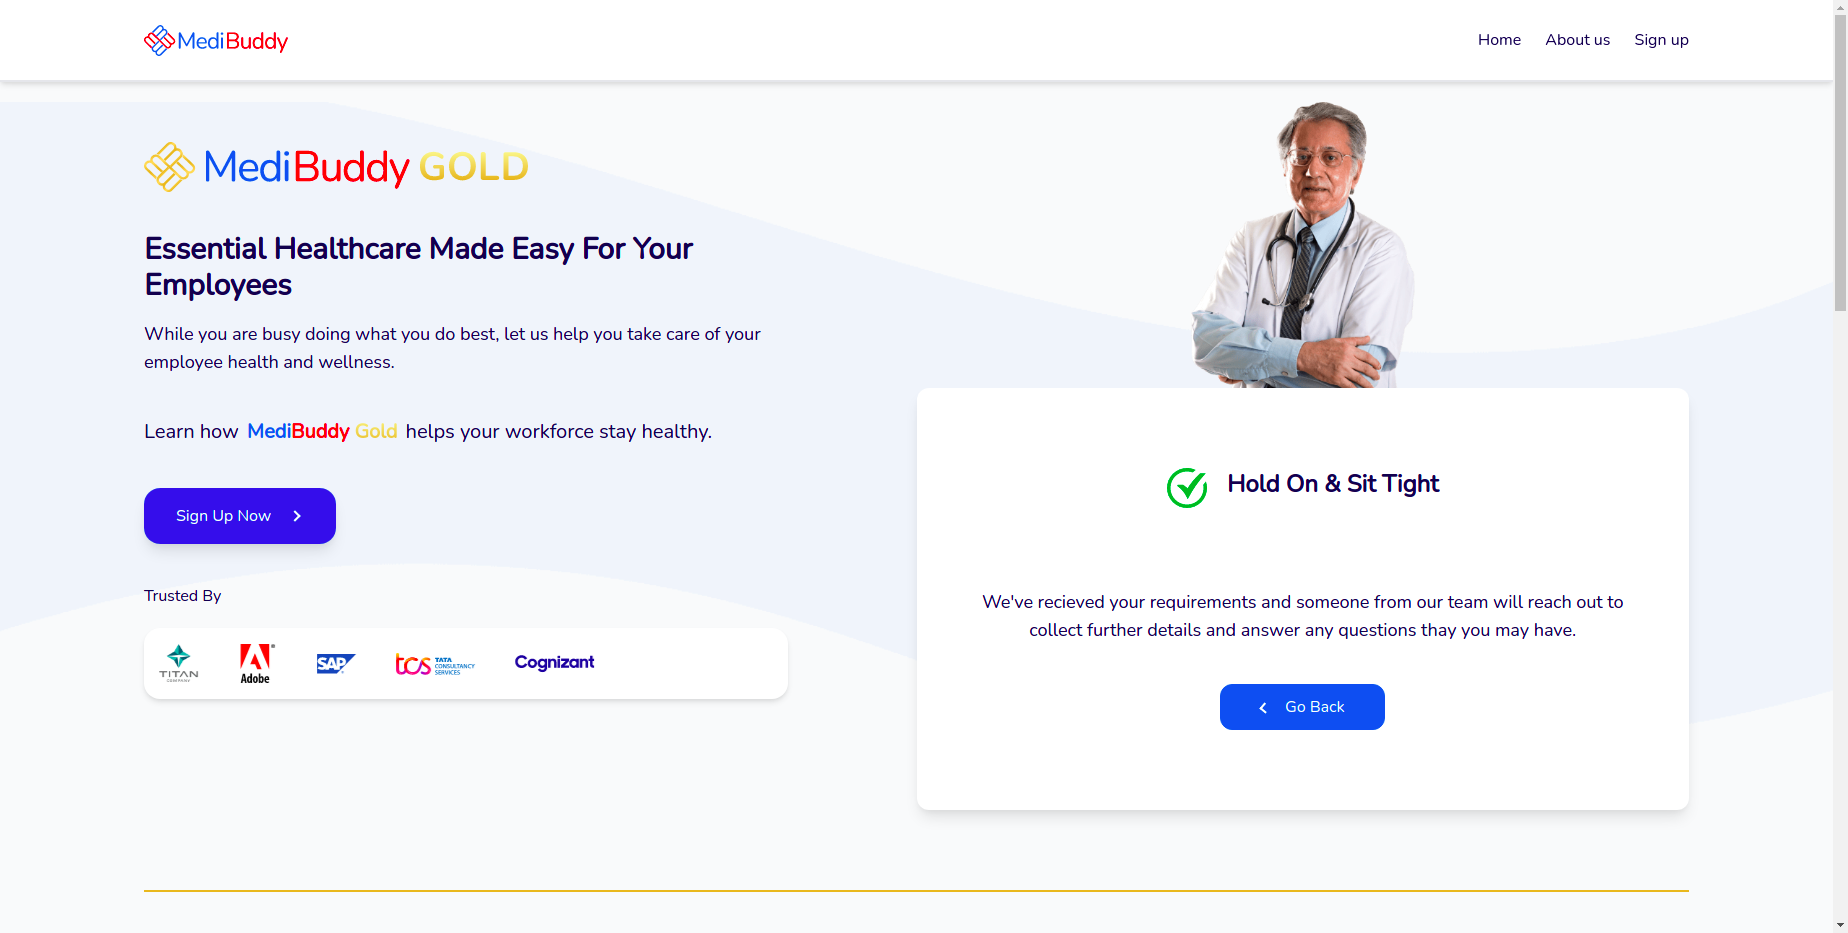 MediBuddy
Home
About us
Sign up
MediBuddy GOLD
Essential Healthcare Made Easy For Your
Employees
While you are busy doing what you do best, let us help you take care of your
employee health and wellness.
Learn how MediBuddy Gold helps your workforce stay healthy.
Sign Up Now
Trusted By
TITAN
COMPANY
Adobe
SAP
tcs TATA
CONSULTANCY
SERVICES
Cognizant
Hold On & Sit Tight
We've recieved your requirements and someone from our team will reach out to
collect further details and answer any questions thay you may have.
Go Back